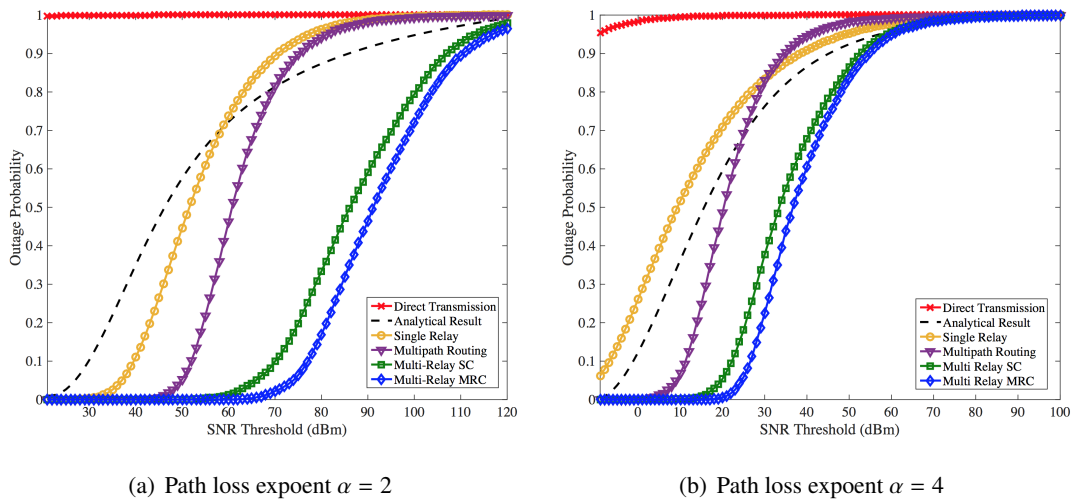 1
0.9
0.8
0.7
0.6
0.5
0.4
0.3
0.2
0.1
0
Outage Probability
30 40 50 60 70 80 90 100 110 120
SNR Threshold (dBm)
Direct Transmission
Analytical Result
Single Relay
Multipath Routing
Multi-Relay SC
Multi-Relay MRC
(a) Path loss expoent α = 2
1
0.9
0.8
0.7
0.6
0.5
0.4
0.3
0.2
0.1
0
Outage Probability
0 10 20 30 40 50 60 70 80 90 100
SNR Threshold (dBm)
Direct Transmission
Analytical Result
Single Relay
Multipath Routing
Multi Relay SC
Multi Relay MRC
(b) Path loss expoent α = 4